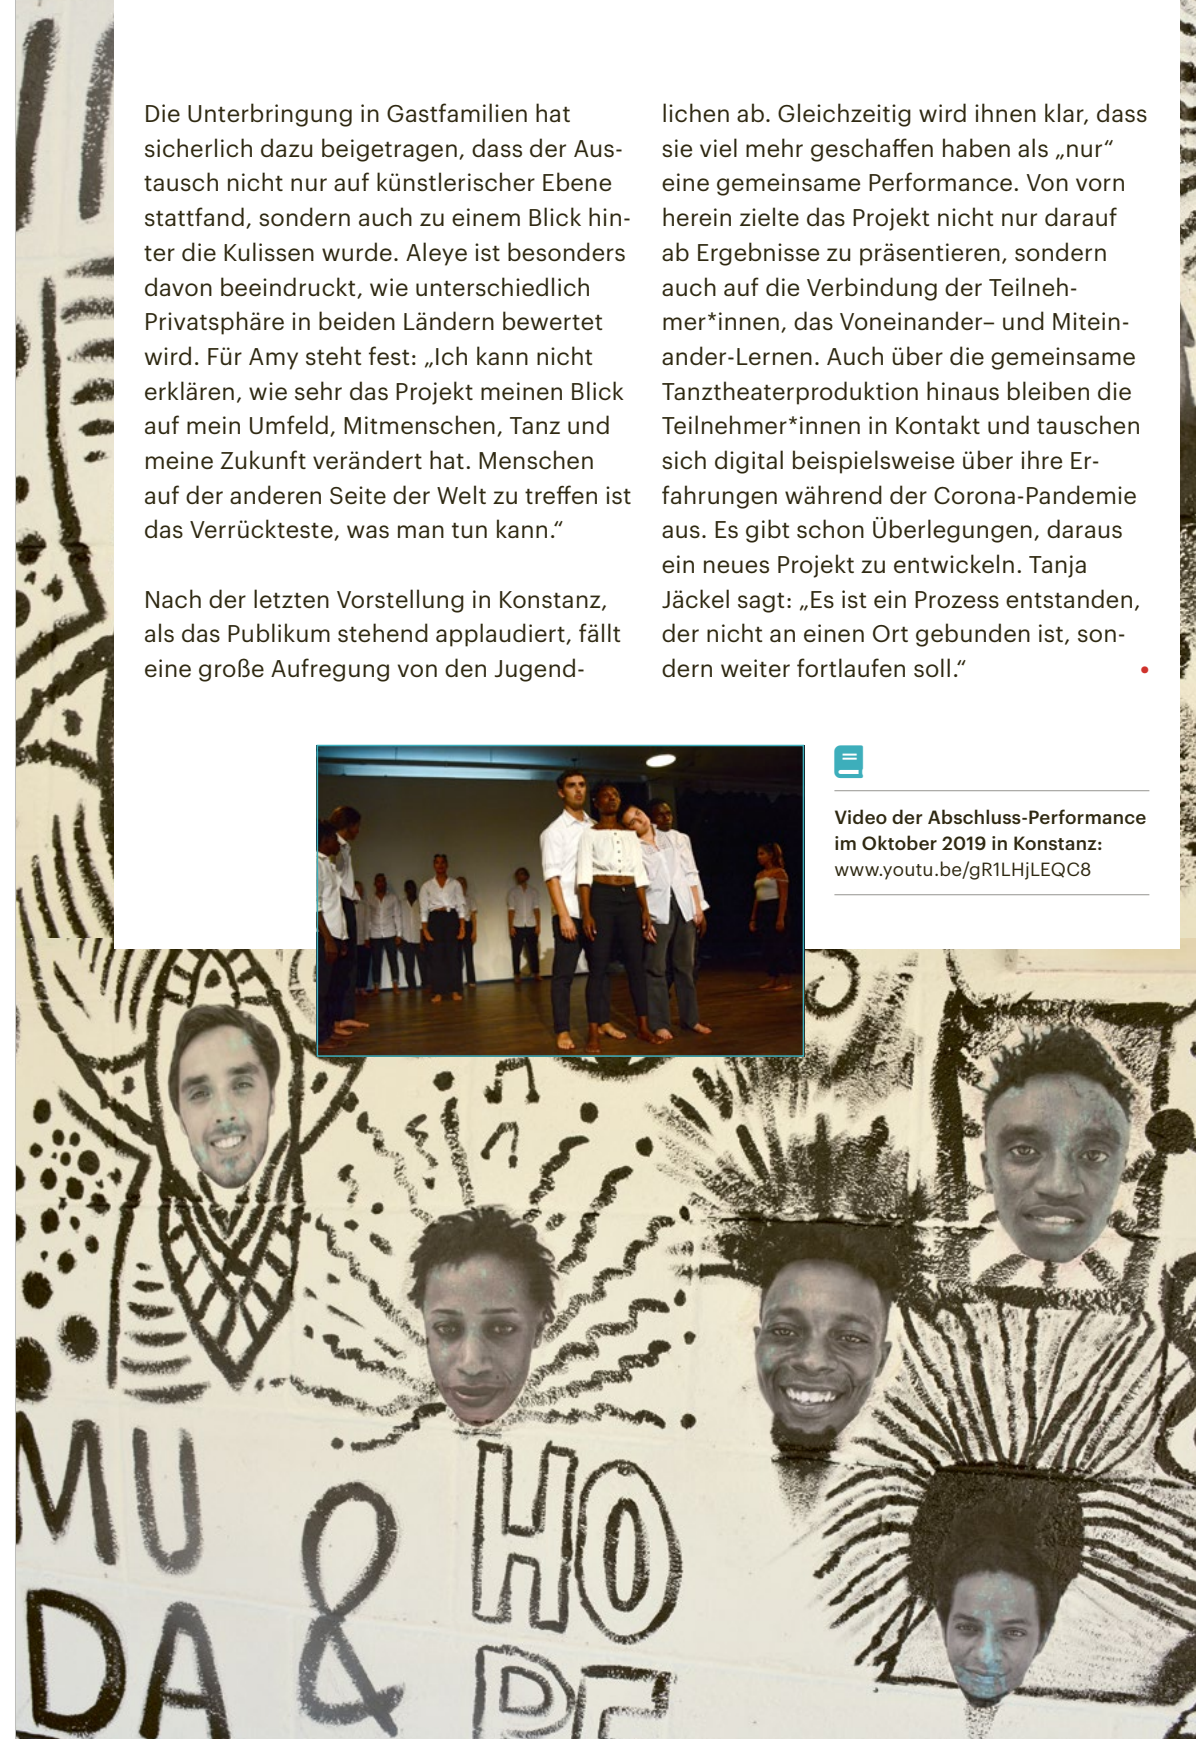 Die Unterbringung in Gastfamilien hat
sicherlich dazu beigetragen, dass der Aus-
tausch nicht nur auf künstlerischer Ebene
stattfand, sondern auch zu einem Blick hin-
ter die Kulissen wurde. Aleye ist besonders
davon beeindruckt, wie unterschiedlich
Privatsphäre in beiden Ländern bewertet
wird. Für Amy steht fest: „Ich kann nicht
erklären, wie sehr das Projekt meinen Blick
auf mein Umfeld, Mitmenschen, Tanz und
meine Zukunft verändert hat. Menschen
auf der anderen Seite der Welt zu treffen ist
das Verrückteste, was man tun kann.“
Nach der letzten Vorstellung in Konstanz,
als das Publikum stehend applaudiert, fällt
eine große Aufregung von den Jugend-
lichen ab. Gleichzeitig wird ihnen klar, dass
sie viel mehr geschaffen haben als „nur“
eine gemeinsame Performance. Von vorn
herein zielte das Projekt nicht nur darauf
ab Ergebnisse zu präsentieren, sondern
auch auf die Verbindung der Teilneh-
mer*innen, das Voneinander– und Mitein-
ander-Lernen. Auch über die gemeinsame
Tanztheaterproduktion hinaus bleiben die
Teilnehmer*innen in Kontakt und tauschen
sich digital beispielsweise über ihre Er-
fahrungen während der Corona-Pandemie
aus. Es gibt schon Überlegungen, daraus
ein neues Projekt zu entwickeln. Tanja
Jäckel sagt: „Es ist ein Prozess entstanden,
der nicht an einen Ort gebunden ist, son-
dern weiter fortlaufen soll.“
Video der Abschluss-Performance
im Oktober 2019 in Konstanz:
www.youtu.be/gR1LHjLEQC8
MU
DA
&
HO
PE